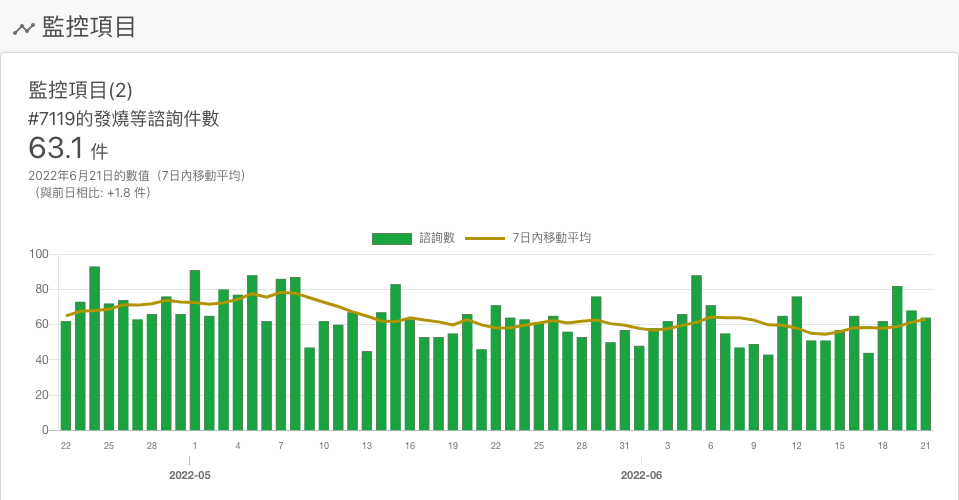 監控項目
監控項目(2)
#7119的發燒等諮詢件數
63.1 件
2022年6月21日的數值（7日內移動平均）
（與前日相比: +1.8 件）
諮詢數 7日內移動平均
100
80
60
40
20
0
22 25 28 1 4 7 10 13 16 19 22 25 28 31 3 6 9 12 15 18 21
2022-05 2022-06